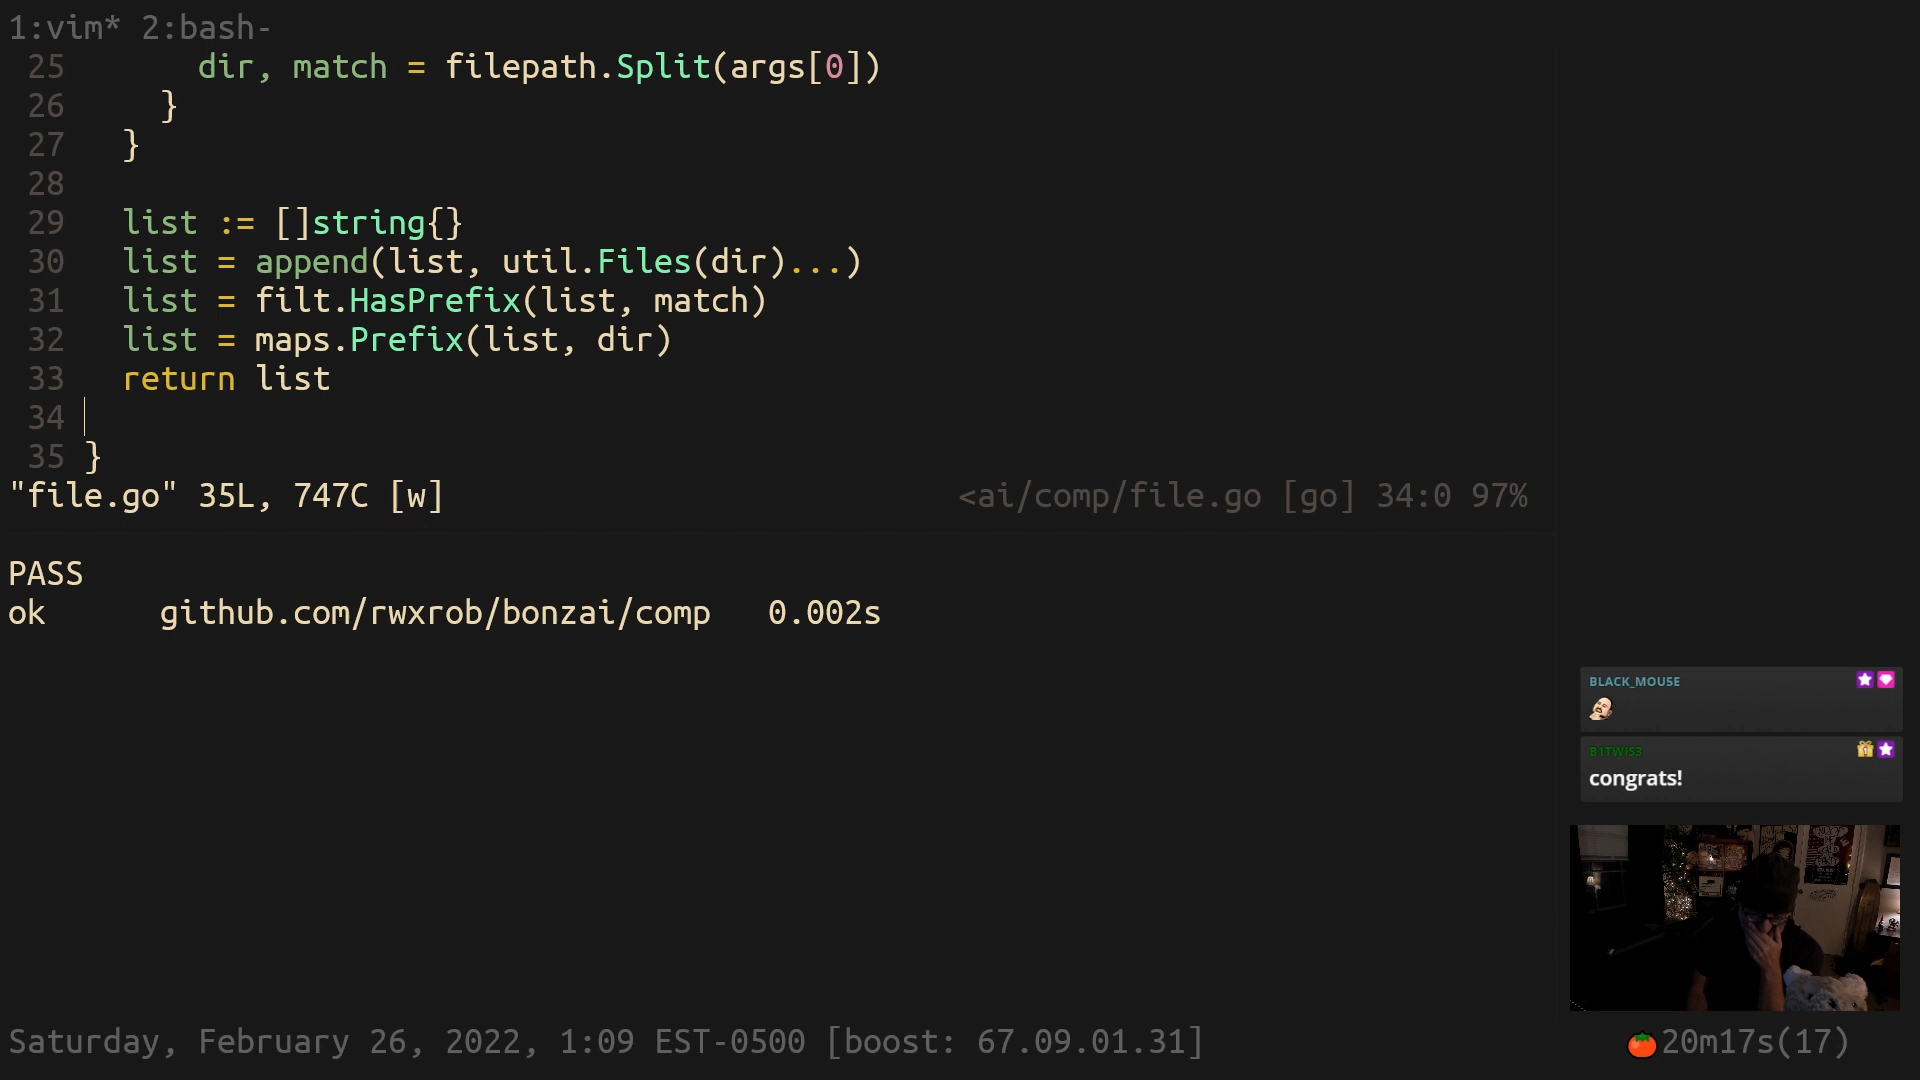 1:vim* 2:bash-
25 dir, match = filepath.Split(args[0])
26 }
27 }
28
29 list := []string{}
30 list = append(list, util.Files(dir)...)
31 list = filt.HasPrefix(list, match)
32 list = maps.Prefix(list, dir)
33 return list
34
35 }
"file.go" 35L, 747C [w] <ai/comp/file.go [go] 34:0 97%
PASS
ok github.com/rwxrob/bonzai/comp 0.002s
BLACK_MOU5E
B1TWIS3
congrats!
Saturday, February 26, 2022, 1:09 EST-0500 [boost: 67.09.01.31]
20m17s(17)